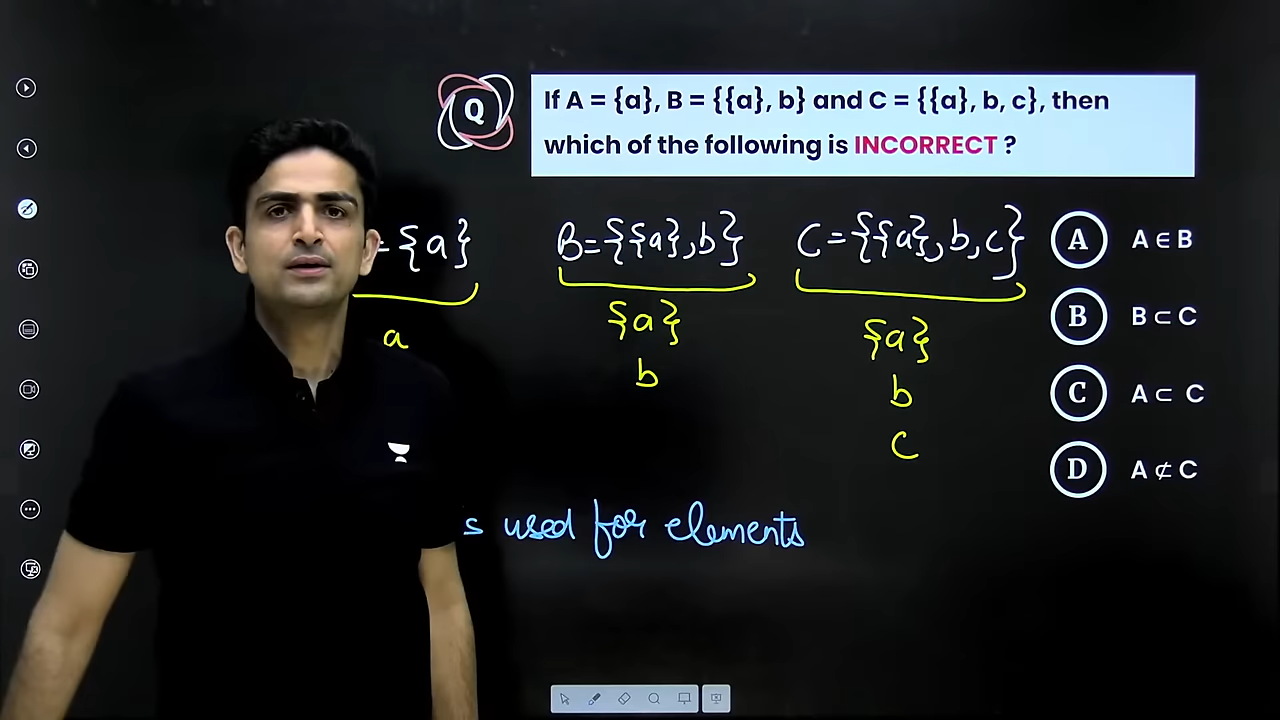 Q
If A = {a}, B = {{a}, b} and C = {{a}, b, c}, then
which of the following is INCORRECT ?
= {a}
B={{a},b}
C={{a},b,c}
a
{a}
b
{a}
b
c
A A ∈ B
B B ⊂ C
C A ⊂ C
D A ⊄ C
s used for elements